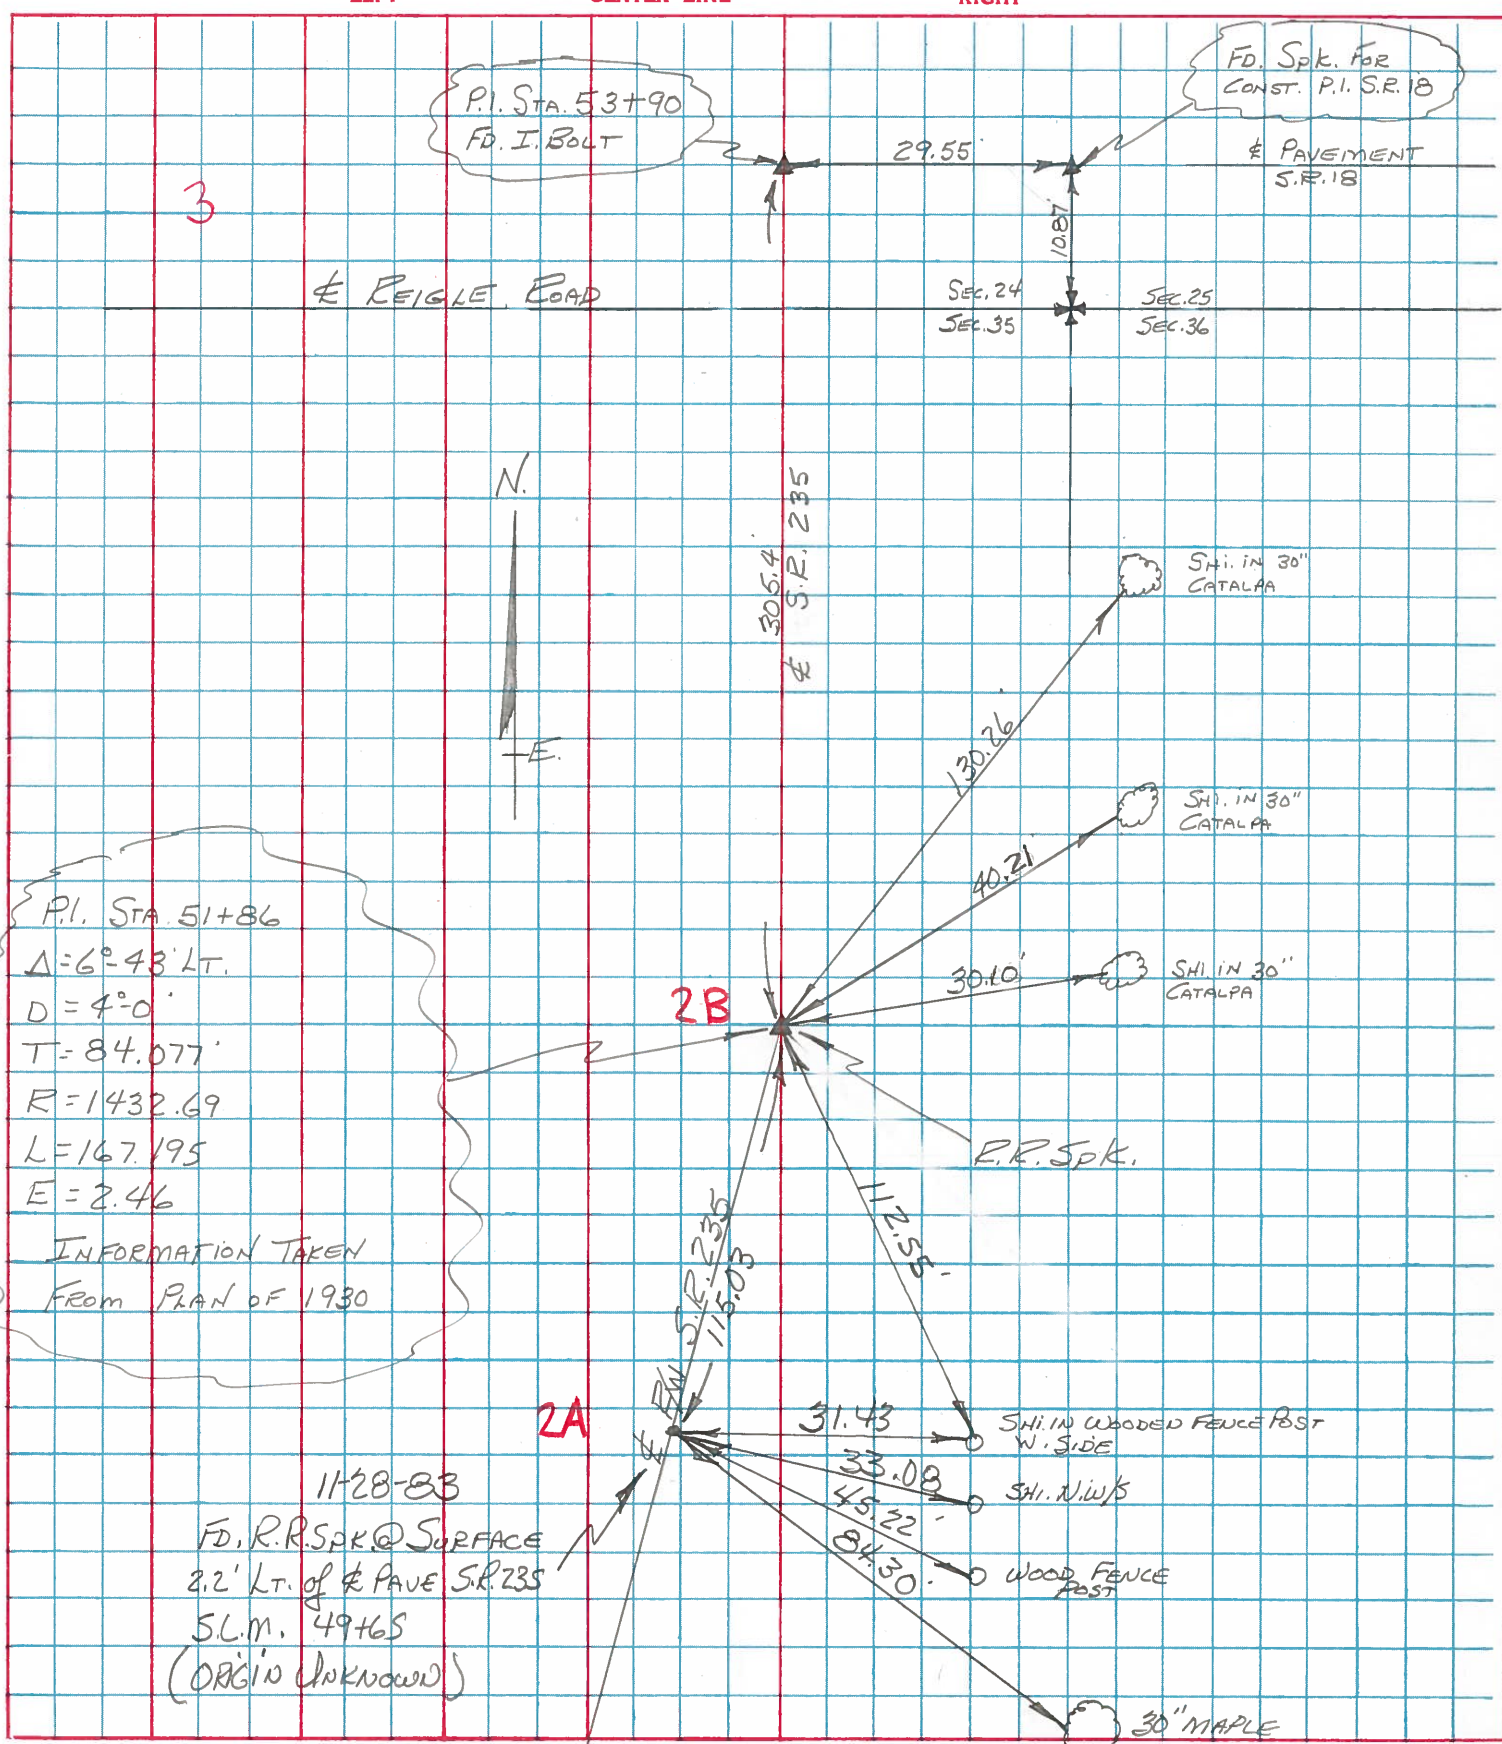 CENTER LINE
RIGHT
P.I. STA. 53+90
FD. I. BOLT
FD. Spk. FOR
CONST. P.I. S.R. 18
29.55'
℄ PAVEMENT
S.R. 18
3
10.87'
℄ REIGLE ROAD
SEC. 24
SEC. 25
SEC. 35
SEC. 36
N.
E.
305.4
℄ S.R. 235
SHI. IN 30"
CATALPA
130.26'
SHI. IN 30"
CATALPA
40.21'
SHI. IN 30"
CATALPA
30.10'
2B
P.I. STA. 51+86
Δ = 6°-43' LT.
D = 4°-0'
T = 84.077'
R = 1432.69
L = 167.195
E = 2.46
INFORMATION TAKEN
FROM PLAN OF 1930
R.R. Spk.
112.55'
S.R. 235
115.03
℄ R/W
2A
31.43
SHI. IN WOODEN FENCE POST
W. SIDE
33.08
SHI. N.W/S
45.22'
WOOD FENCE
POST
84.30'
30" MAPLE
11-28-83
FD. R.R. SPK. @ SURFACE
2.2' LT. of ℄ PAVE S.R. 235
S.L.M. 49+65
(ORIGIN UNKNOWN)